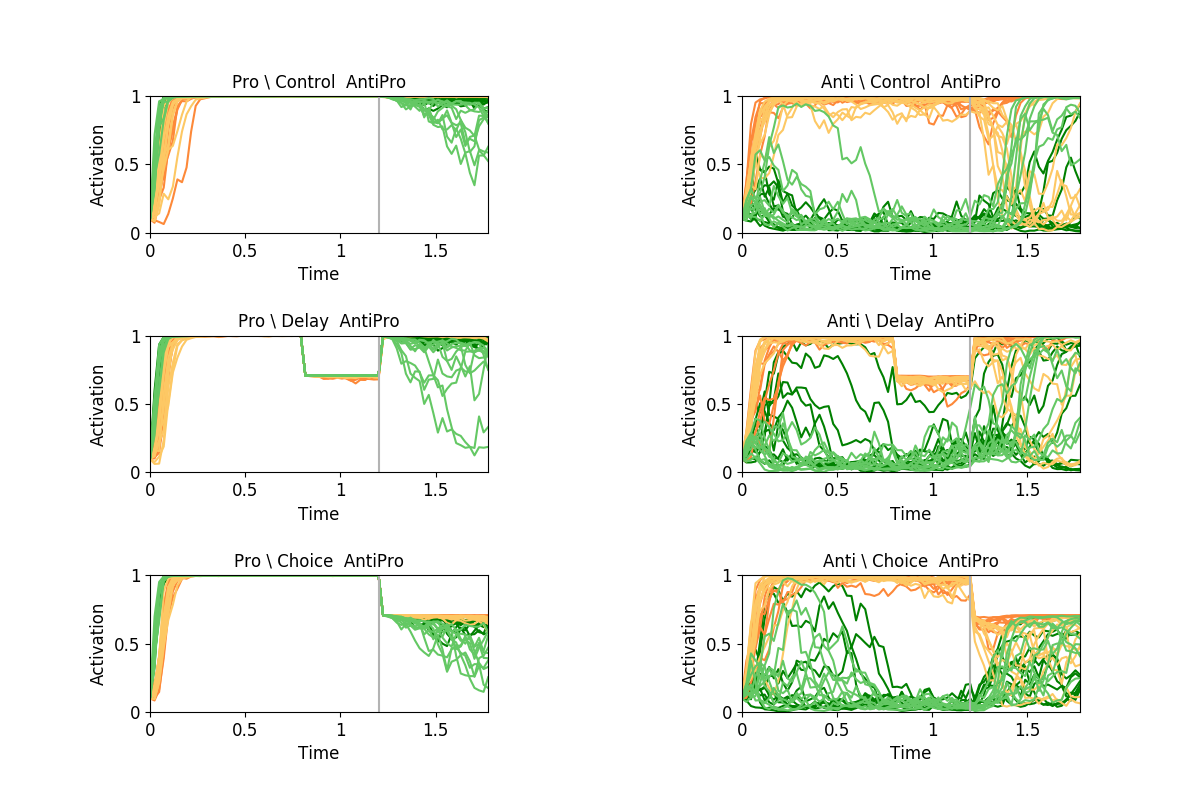 Pro \ Control  AntiPro
Activation
1
0.5
0
0 0.5 1 1.5
Time
Anti \ Control  AntiPro
Activation
1
0.5
0
0 0.5 1 1.5
Time
Pro \ Delay  AntiPro
Activation
1
0.5
0
0 0.5 1 1.5
Time
Anti \ Delay  AntiPro
Activation
1
0.5
0
0 0.5 1 1.5
Time
Pro \ Choice  AntiPro
Activation
1
0.5
0
0 0.5 1 1.5
Time
Anti \ Choice  AntiPro
Activation
1
0.5
0
0 0.5 1 1.5
Time